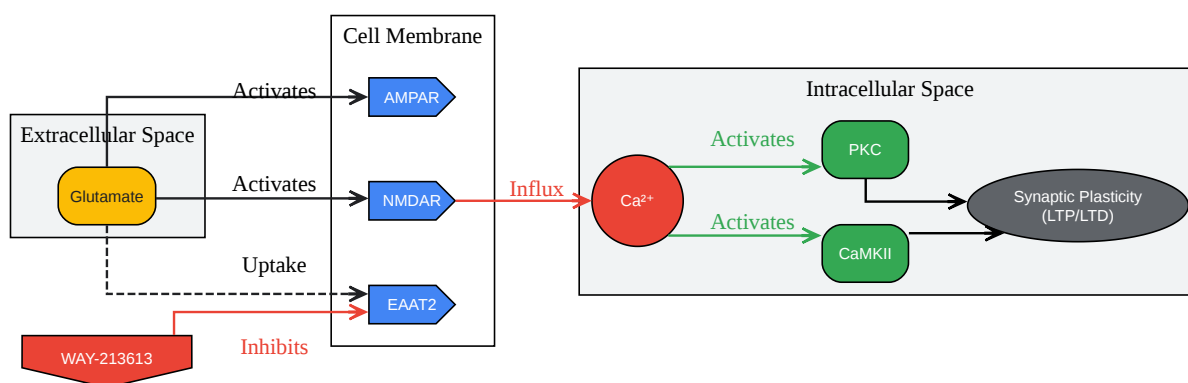 Cell Membrane
Intracellular Space
Activates
AMPAR
Extracellular Space
Glutamate
Activates
NMDAR
Influx
Ca²⁺
Activates
PKC
Activates
CaMKII
Synaptic Plasticity
(LTP/LTD)
Uptake
EAAT2
WAY-213613
Inhibits